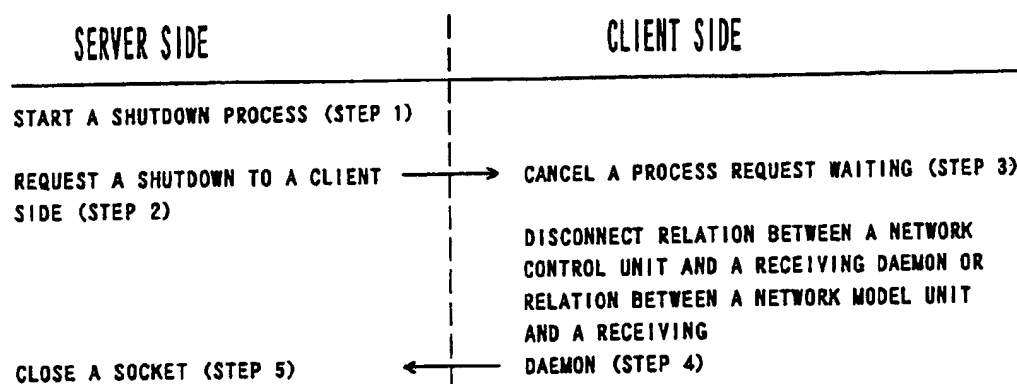 SERVER SIDE
CLIENT SIDE
START A SHUTDOWN PROCESS (STEP 1)
REQUEST A SHUTDOWN TO A CLIENT
SIDE (STEP 2)
CANCEL A PROCESS REQUEST WAITING (STEP 3)
DISCONNECT RELATION BETWEEN A NETWORK
CONTROL UNIT AND A RECEIVING DAEMON OR
RELATION BETWEEN A NETWORK MODEL UNIT
AND A RECEIVING
DAEMON (STEP 4)
CLOSE A SOCKET (STEP 5)